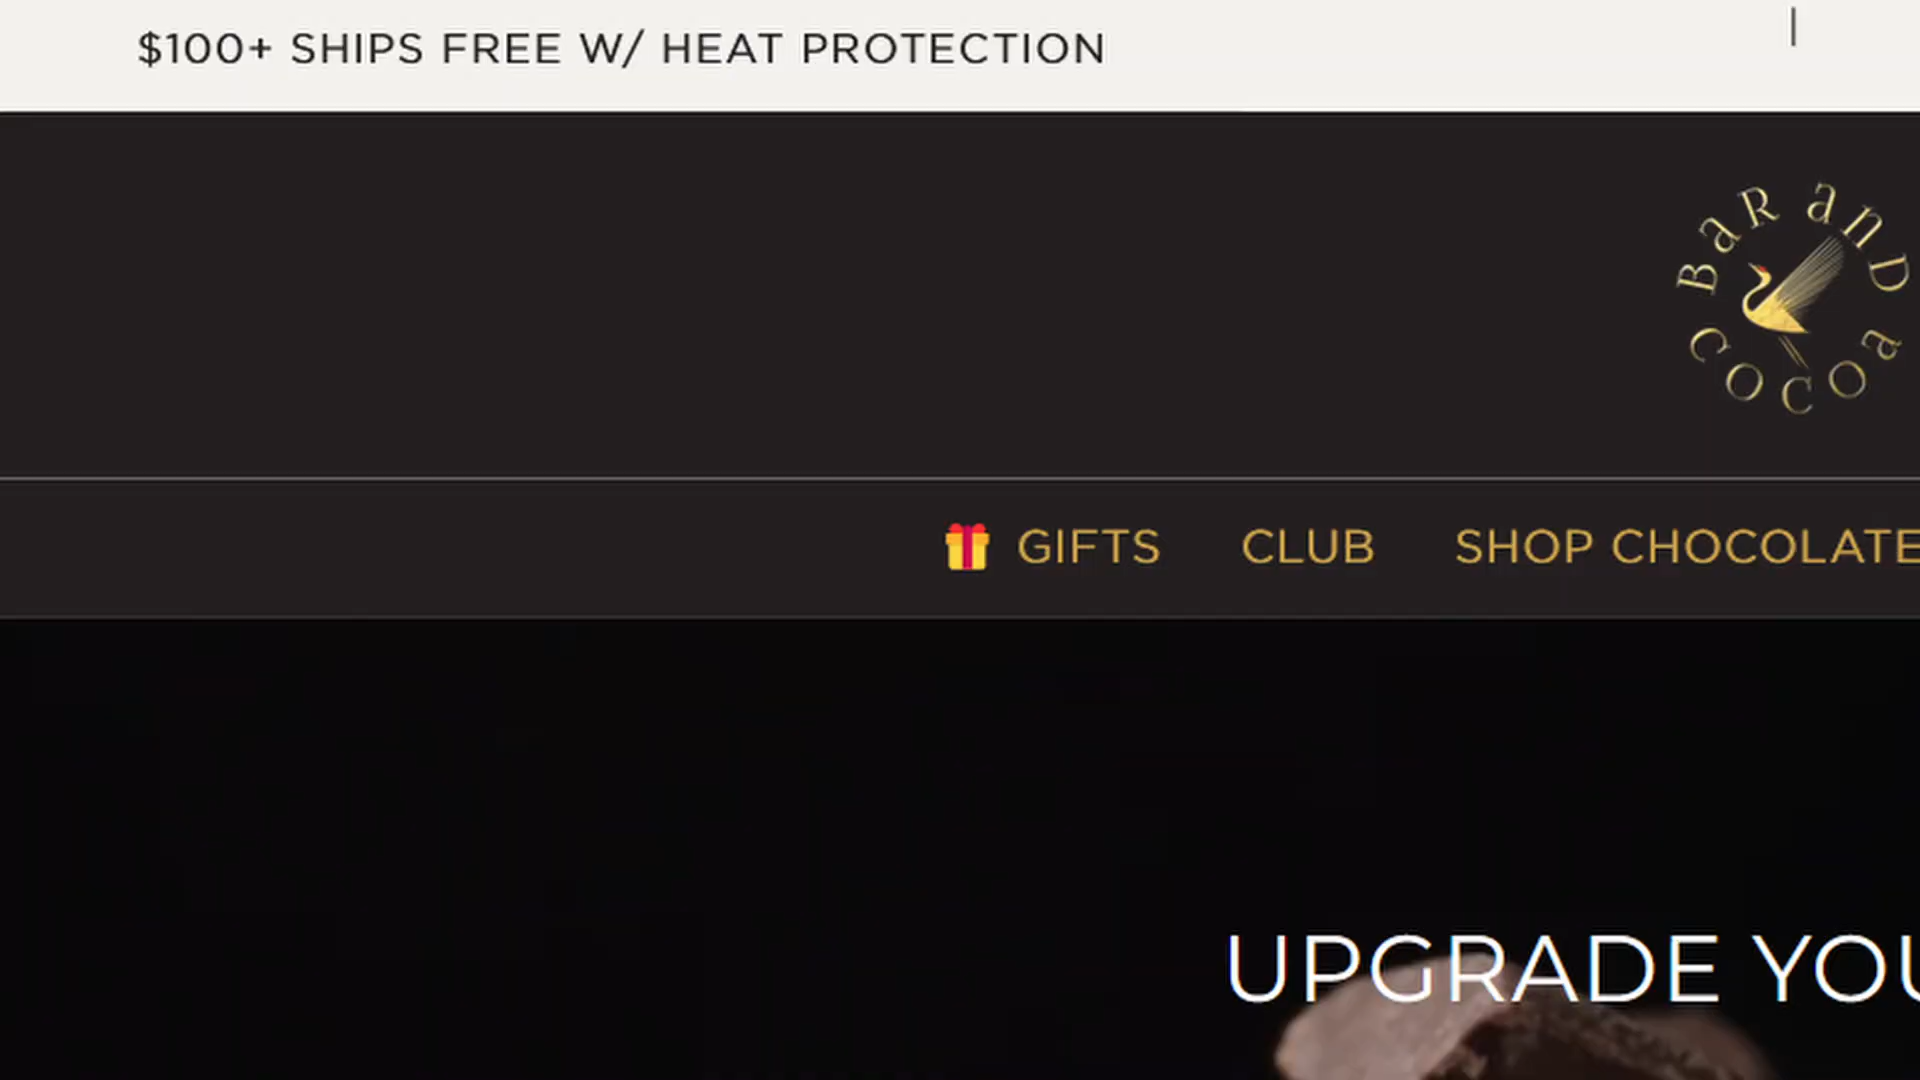 $100+ SHIPS FREE W/ HEAT PROTECTION
BaR anD
COCOa
GIFTS CLUB SHOP CHOCOLATE
UPGRADE YOU